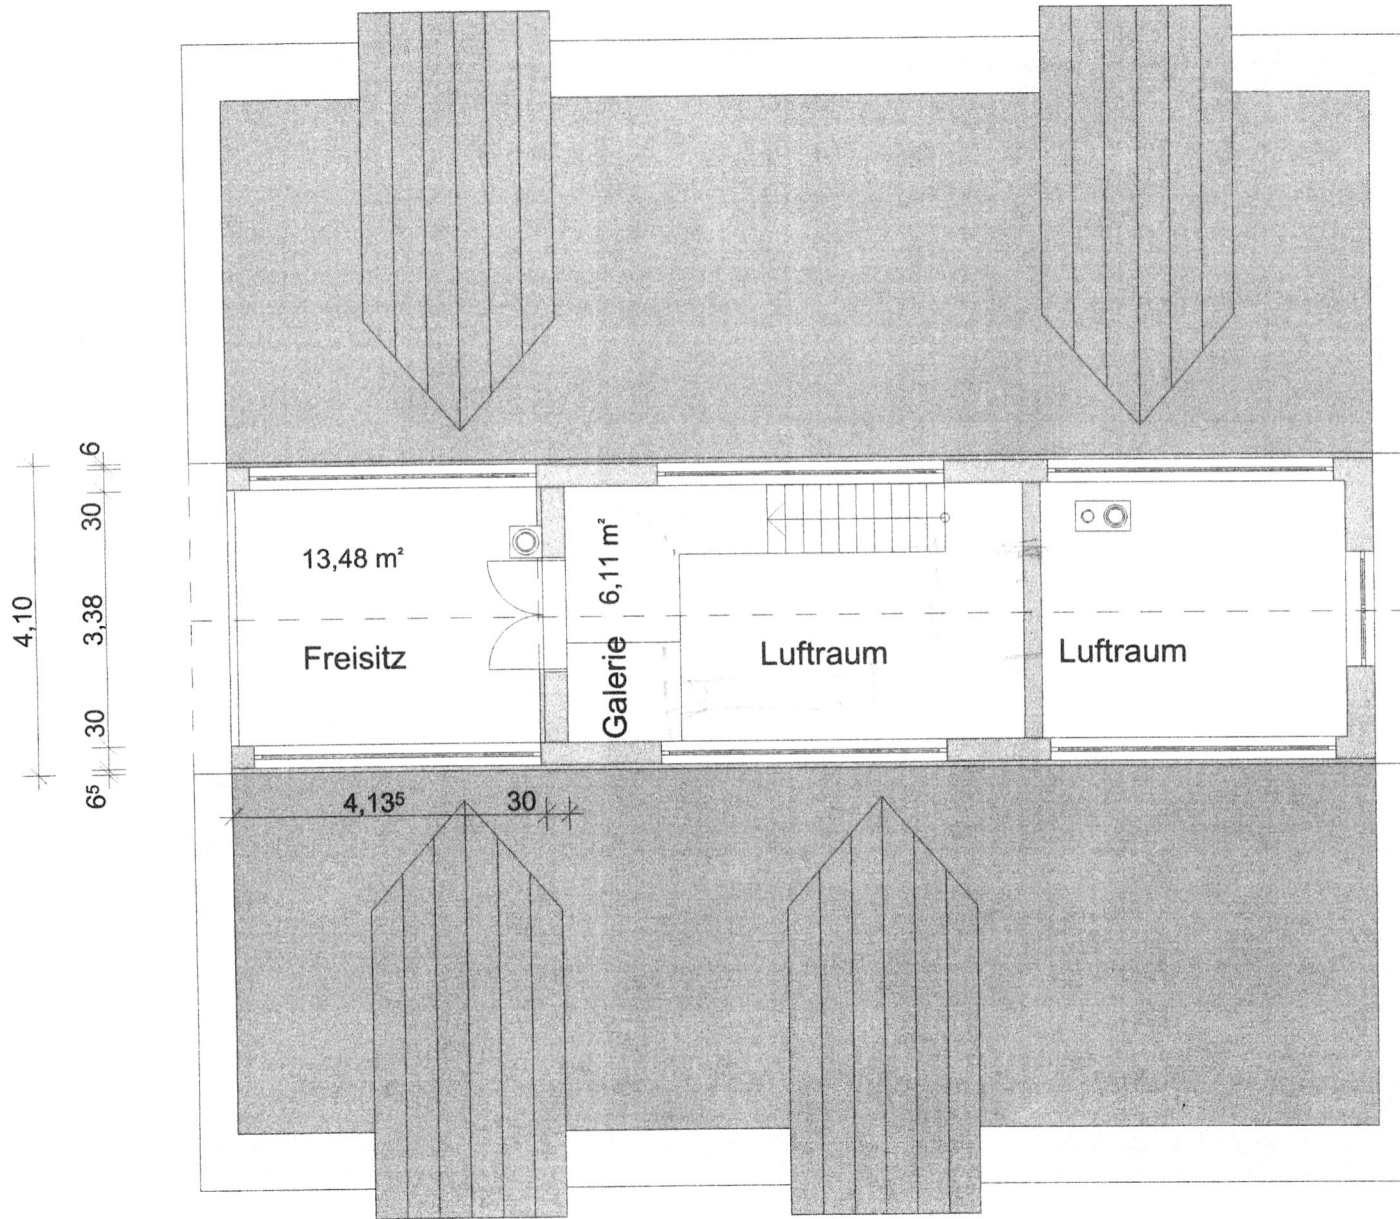 6
30
4,10
3,38
30
6⁵
13,48 m²
Freisitz
6,11 m²
Galerie
Luftraum
Luftraum
4,13⁵
30